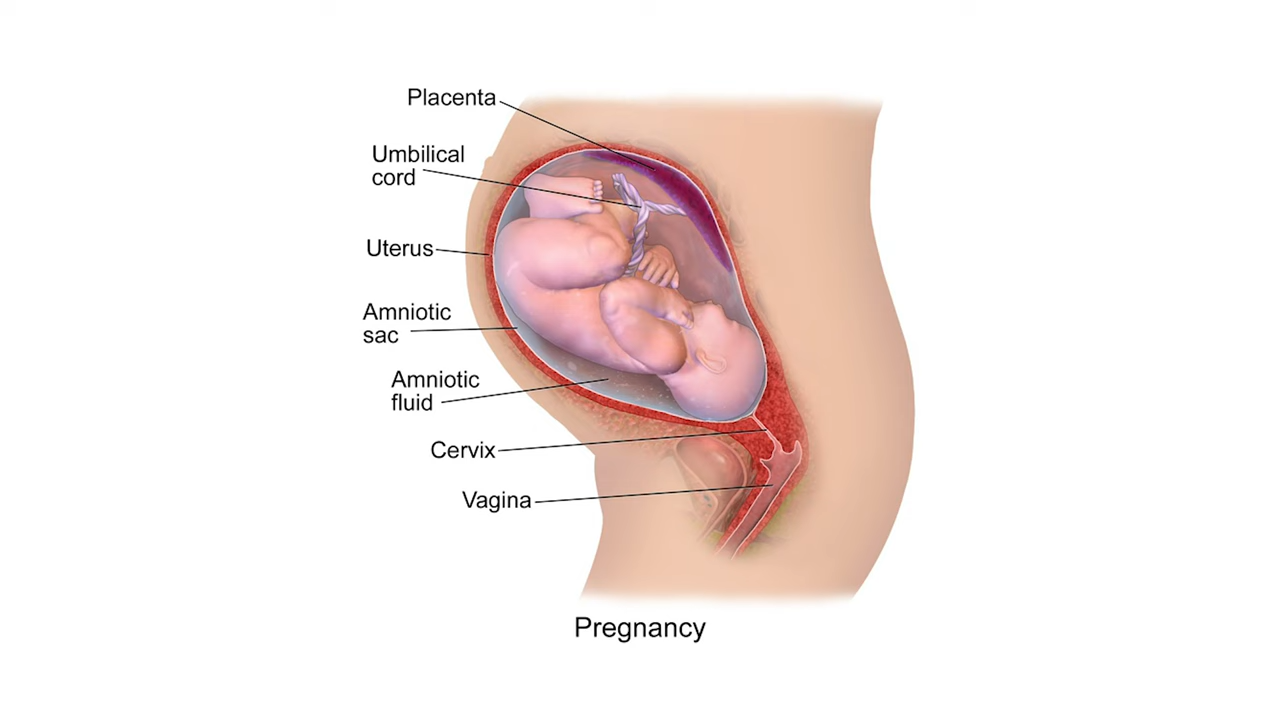 Placenta
Umbilical
cord
Uterus
Amniotic
sac
Amniotic
fluid
Cervix
Vagina
Pregnancy